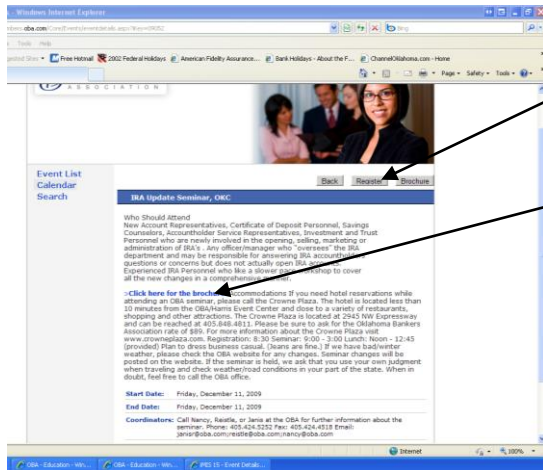 - Windows Internet Explorer
oba.com/Core/Events/eventdetails.aspx
bing
Tools Help
Free Hotmail 2002 Federal Holidays American Fidelity Assurance... Bank Holidays - About the F... ChannelOklahoma.com - Home
Page Safety Tools
ASSOCIATION
Event List
Calendar
Search
Back Register Brochure
IRA Update Seminar, OKC
Who Should Attend
New Account Representatives, Certificate of Deposit Personnel, Savings
Counselors, Accountholder Service Representatives, Investment and Trust
Personnel who are newly involved in the opening, selling, marketing or
administration of IRA's . Any officer/manager who "oversees" the IRA
department and may be responsible for answering IRA accountholders
questions or concerns but does not actually open IRA accounts
Experienced IRA Personnel who like a slower pace workshop to cover
all the new changes in a comprehensive manner.
>Click here for the brochure Accommodations If you need hotel reservations while
attending an OBA seminar, please call the Crowne Plaza. The hotel is located less than
10 minutes from the OBA/Harris Event Center and close to a variety of restaurants,
shopping and other attractions. The Crowne Plaza is located at 2945 NW Expressway
and can be reached at 405.848.4811. Please be sure to ask for the Oklahoma Bankers
Association rate of $89. For more information about the Crowne Plaza visit
www.crowneplaza.com. Registration: 8:30 Seminar: 9:00 - 3:00 Lunch: Noon - 12:45
(provided) Plan to dress business casual. (Jeans are fine.) If we have bad/winter
weather, please check the OBA website for any changes. Seminar changes will be
posted on the website. If the seminar is held, we ask that you use your own judgment
when traveling and check weather/road conditions in your part of the state. When in
doubt, feel free to call the OBA office.
Start Date: Friday, December 11, 2009
End Date: Friday, December 11, 2009
Coordinators: Call Nancy, Reistle, or Janis at the OBA for further information about the
seminar. Phone: 405.424.5252 Fax: 405.424.4518 Email:
janisr@oba.com;reistle@oba.com;nancy@oba.com
Internet 100%
OBA - Education - Win... OBA - Education - Win... IMIS 15 - Event Details...